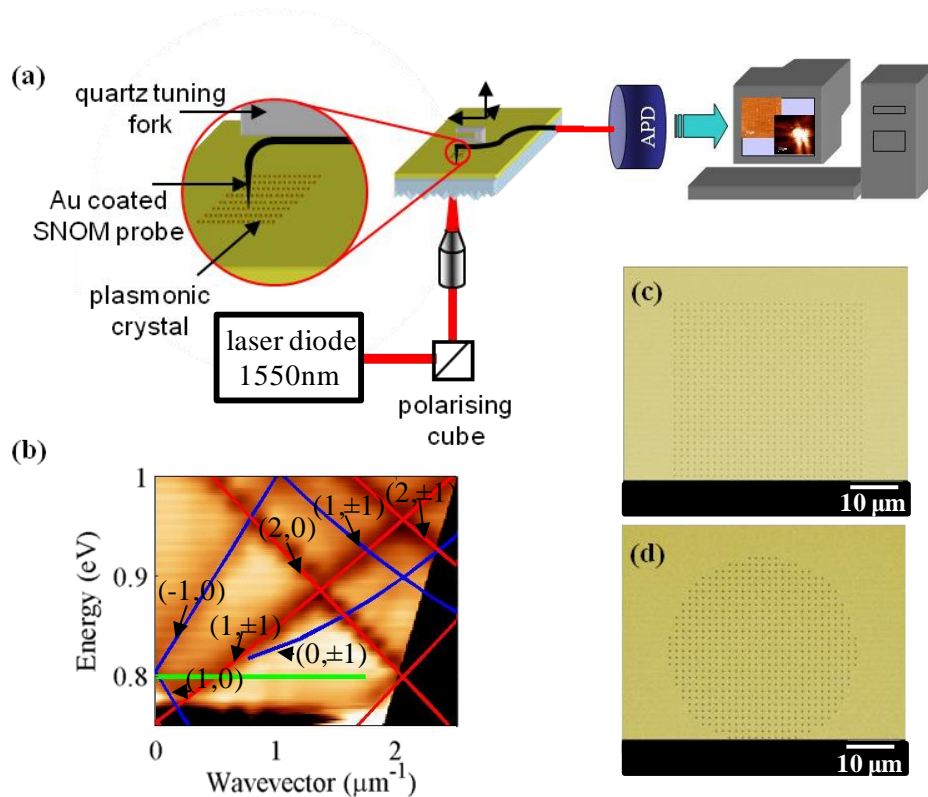 (a)
quartz tuning
fork
Au coated
SNOM probe
plasmonic
crystal
APD
laser diode
1550nm
polarising
cube
(b)
1
0.9
0.8
Energy (eV)
0
1
2
Wavevector (μm⁻¹)
(-1,0)
(1,0)
(1,±1)
(2,0)
(0,±1)
(1,±1)
(2,±1)
(c)
10 μm
(d)
10 μm